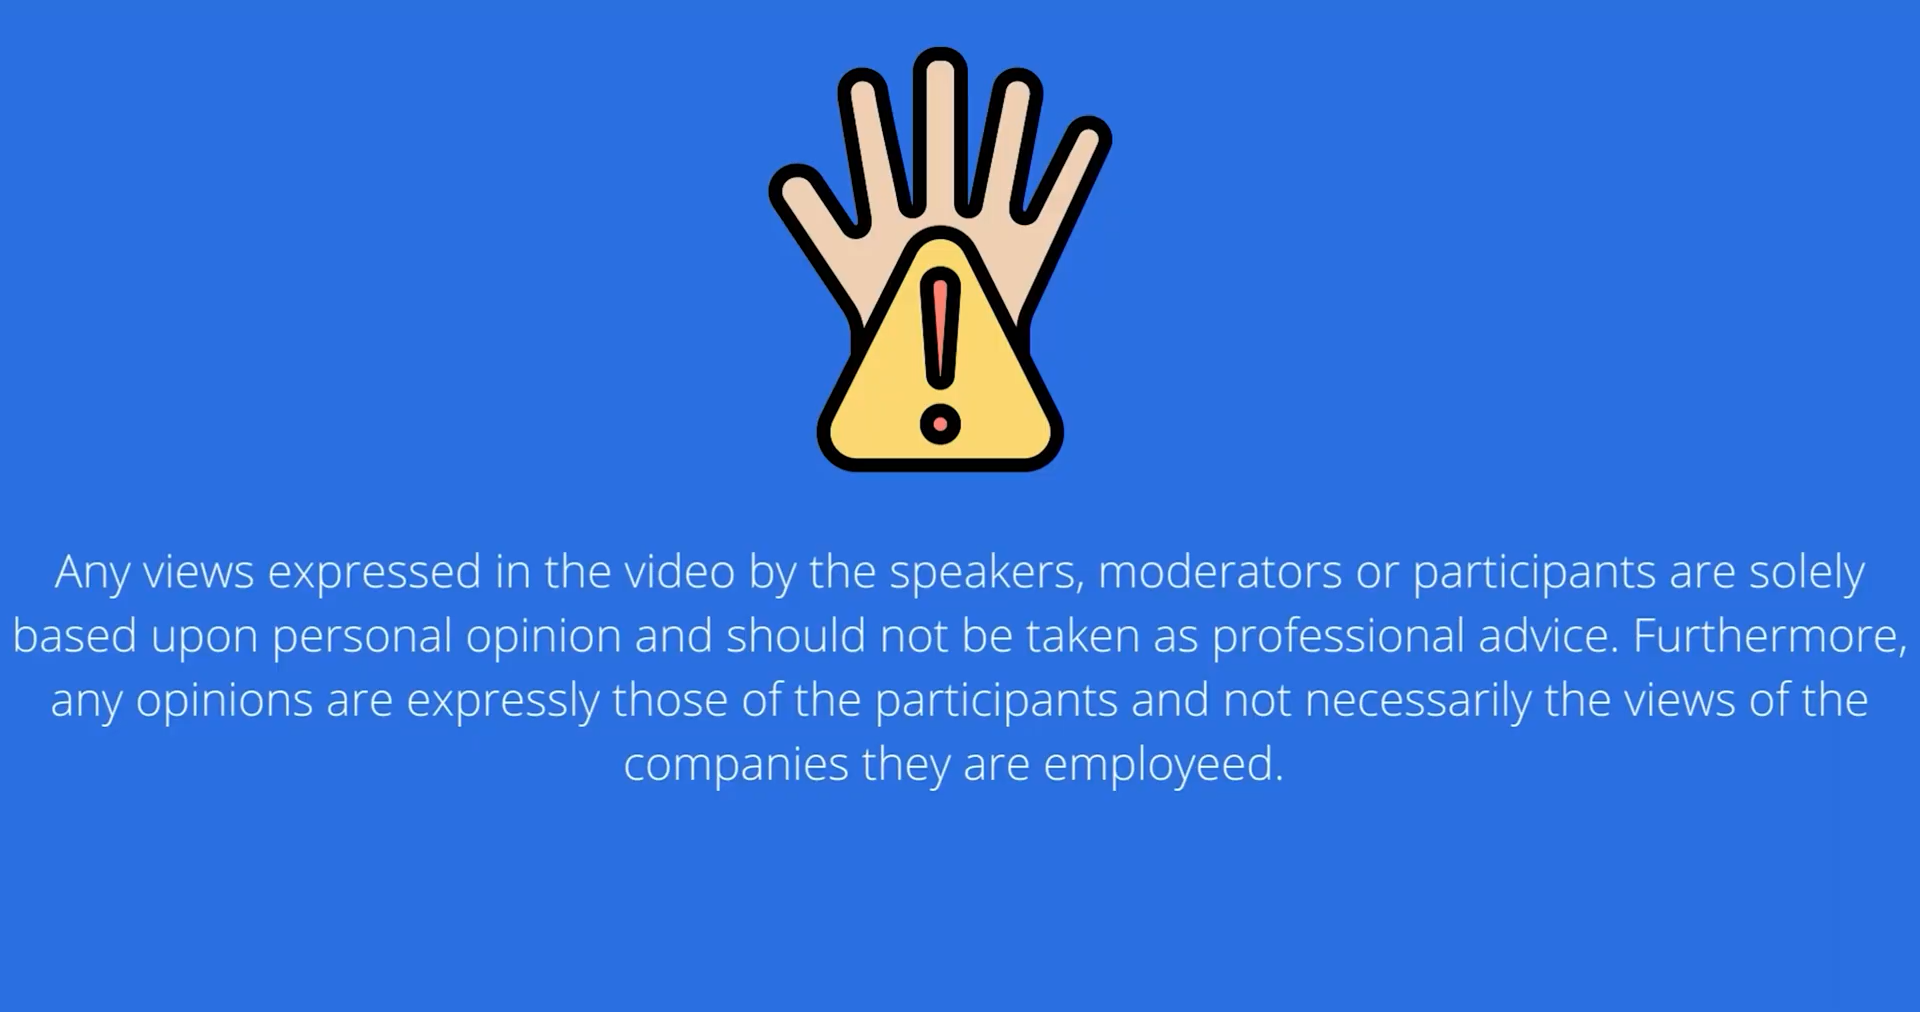 Any views expressed in the video by the speakers, moderators or participants are solely
based upon personal opinion and should not be taken as professional advice. Furthermore,
any opinions are expressly those of the participants and not necessarily the views of the
companies they are employeed.